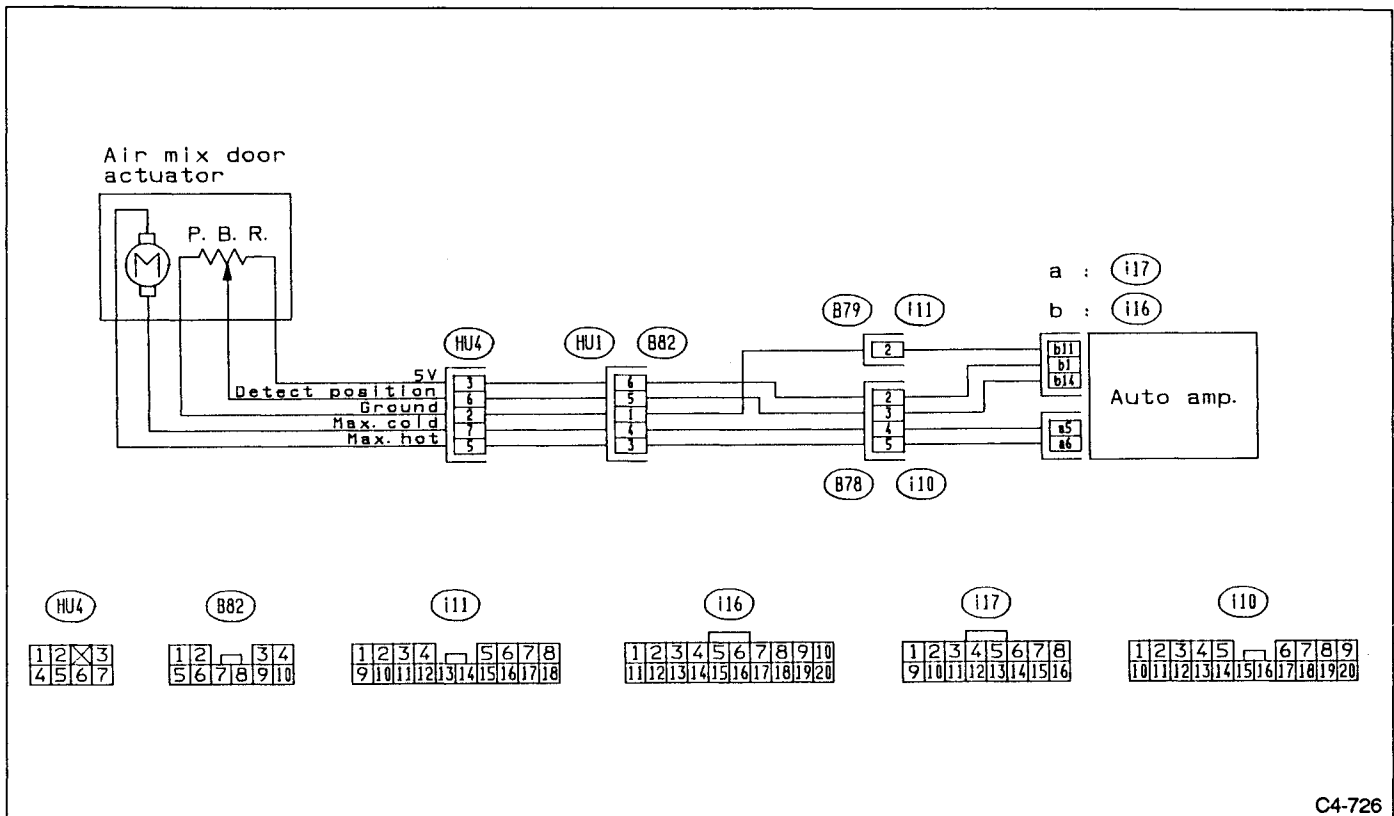 Air mix door
actuator
P. B. R.
M
a : i17
b : i16
B79 i11
HU4 HU1 B82
2 b11
5V 3 6 b1
Detect position 6 5 2 b14
Ground 2 1 3 Auto amp.
Max. cold 7 4 4 a5
Max. hot 5 3 5 a6
B78 i10
HU4 B82 i11 i16 i17 i10
1 2 3 1 2 3 4 1 2 3 4 5 6 7 8 1 2 3 4 5 6 7 8 9 10 1 2 3 4 5 6 7 8 1 2 3 4 5 6 7 8 9
4 5 6 7 5 6 7 8 9 10 9 10 11 12 13 14 15 16 17 18 11 12 13 14 15 16 17 18 19 20 9 10 11 12 13 14 15 16 10 11 12 13 14 15 16 17 18 19 20
C4-726